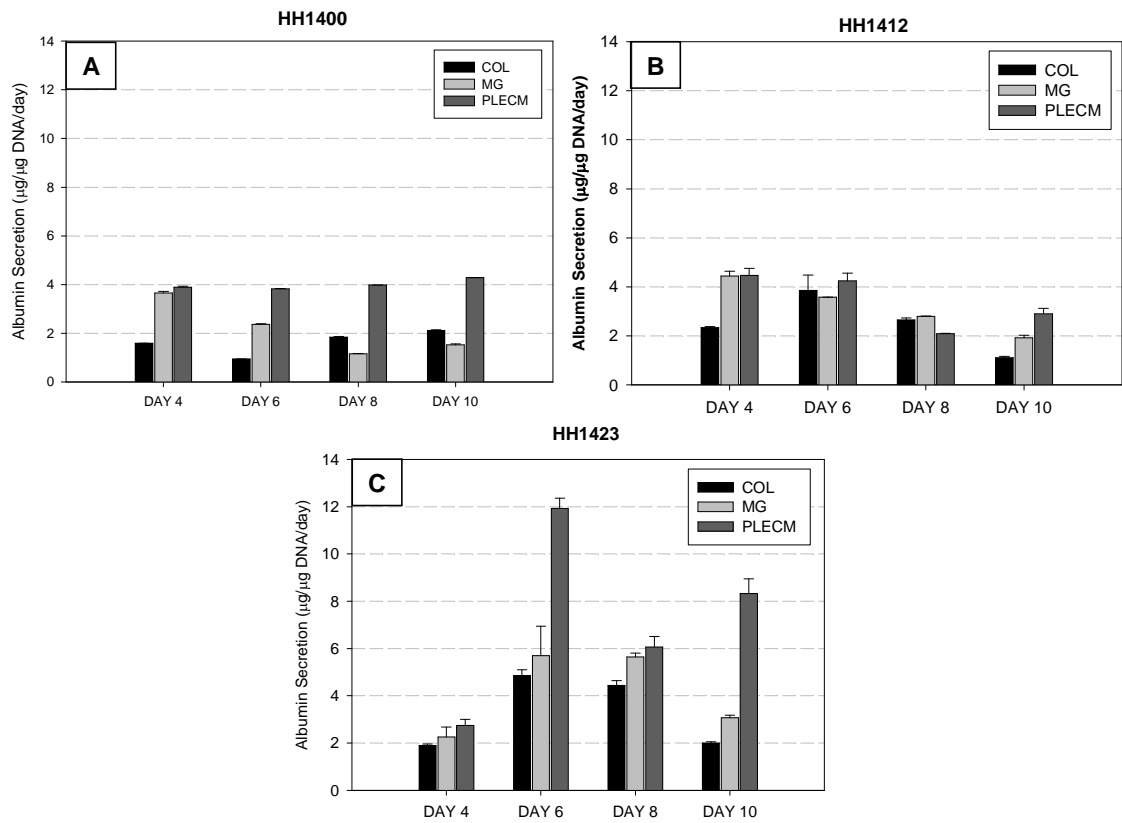 HH1400
A
COL
MG
PLECM
Albumin Secretion (μg/μg DNA/day)
14
12
10
8
6
4
2
0
DAY 4 DAY 6 DAY 8 DAY 10
HH1412
B
COL
MG
PLECM
Albumin Secretion (μg/μg DNA/day)
14
12
10
8
6
4
2
0
DAY 4 DAY 6 DAY 8 DAY 10
HH1423
C
COL
MG
PLECM
Albumin Secretion (μg/μg DNA/day)
14
12
10
8
6
4
2
0
DAY 4 DAY 6 DAY 8 DAY 10